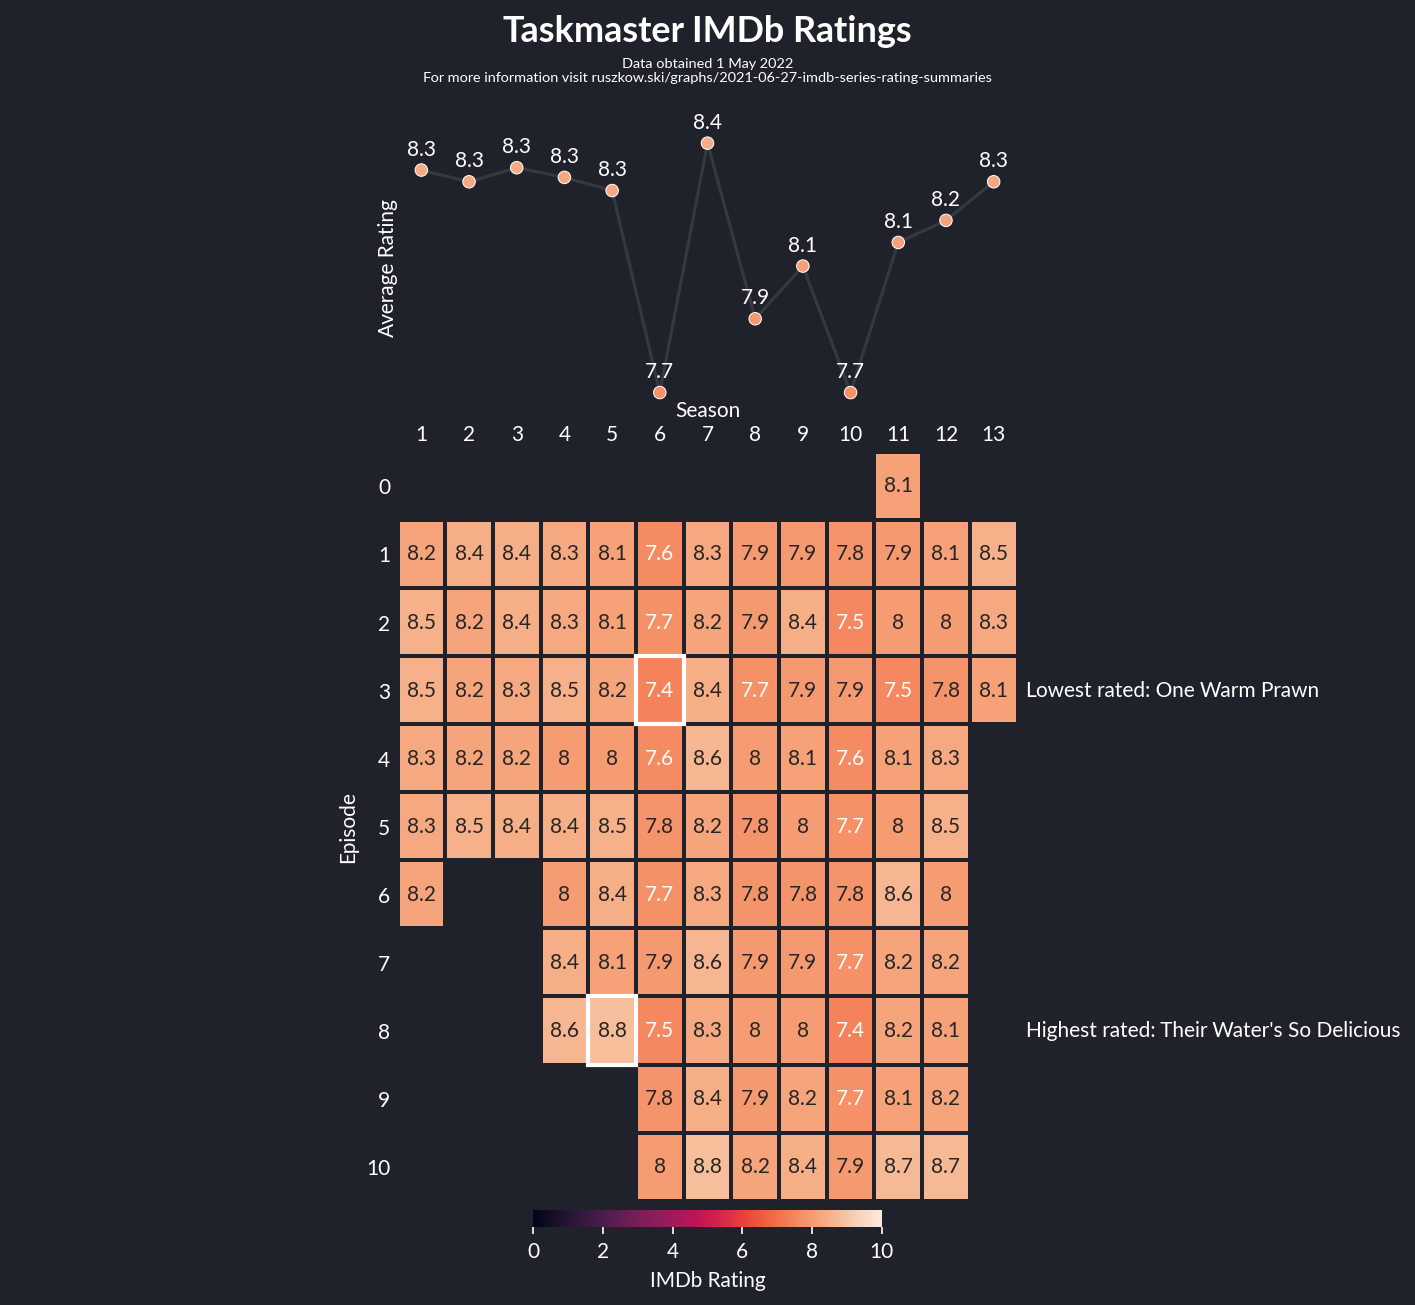 Taskmaster IMDb Ratings
Data obtained 1 May 2022
For more information visit ruszkow.ski/graphs/2021-06-27-imdb-series-rating-summaries
Average Rating
8.3 8.3 8.3 8.3 8.3 7.7 8.4 7.9 8.1 7.7 8.1 8.2 8.3
Season
1 2 3 4 5 6 7 8 9 10 11 12 13
Episode
0 8.1
1 8.2 8.4 8.4 8.3 8.1 7.6 8.3 7.9 7.9 7.8 7.9 8.1 8.5
2 8.5 8.2 8.4 8.3 8.1 7.7 8.2 7.9 8.4 7.5 8 8 8.3
3 8.5 8.2 8.3 8.5 8.2 7.4 8.4 7.7 7.9 7.9 7.5 7.8 8.1 Lowest rated: One Warm Prawn
4 8.3 8.2 8.2 8 8 7.6 8.6 8 8.1 7.6 8.1 8.3
5 8.3 8.5 8.4 8.4 8.5 7.8 8.2 7.8 8 7.7 8 8.5
6 8.2 8 8.4 7.7 8.3 7.8 7.8 7.8 8.6 8
7 8.4 8.1 7.9 8.6 7.9 7.9 7.7 8.2 8.2
8 8.6 8.8 7.5 8.3 8 8 7.4 8.2 8.1 Highest rated: Their Water's So Delicious
9 7.8 8.4 7.9 8.2 7.7 8.1 8.2
10 8 8.8 8.2 8.4 7.9 8.7 8.7
0 2 4 6 8 10
IMDb Rating